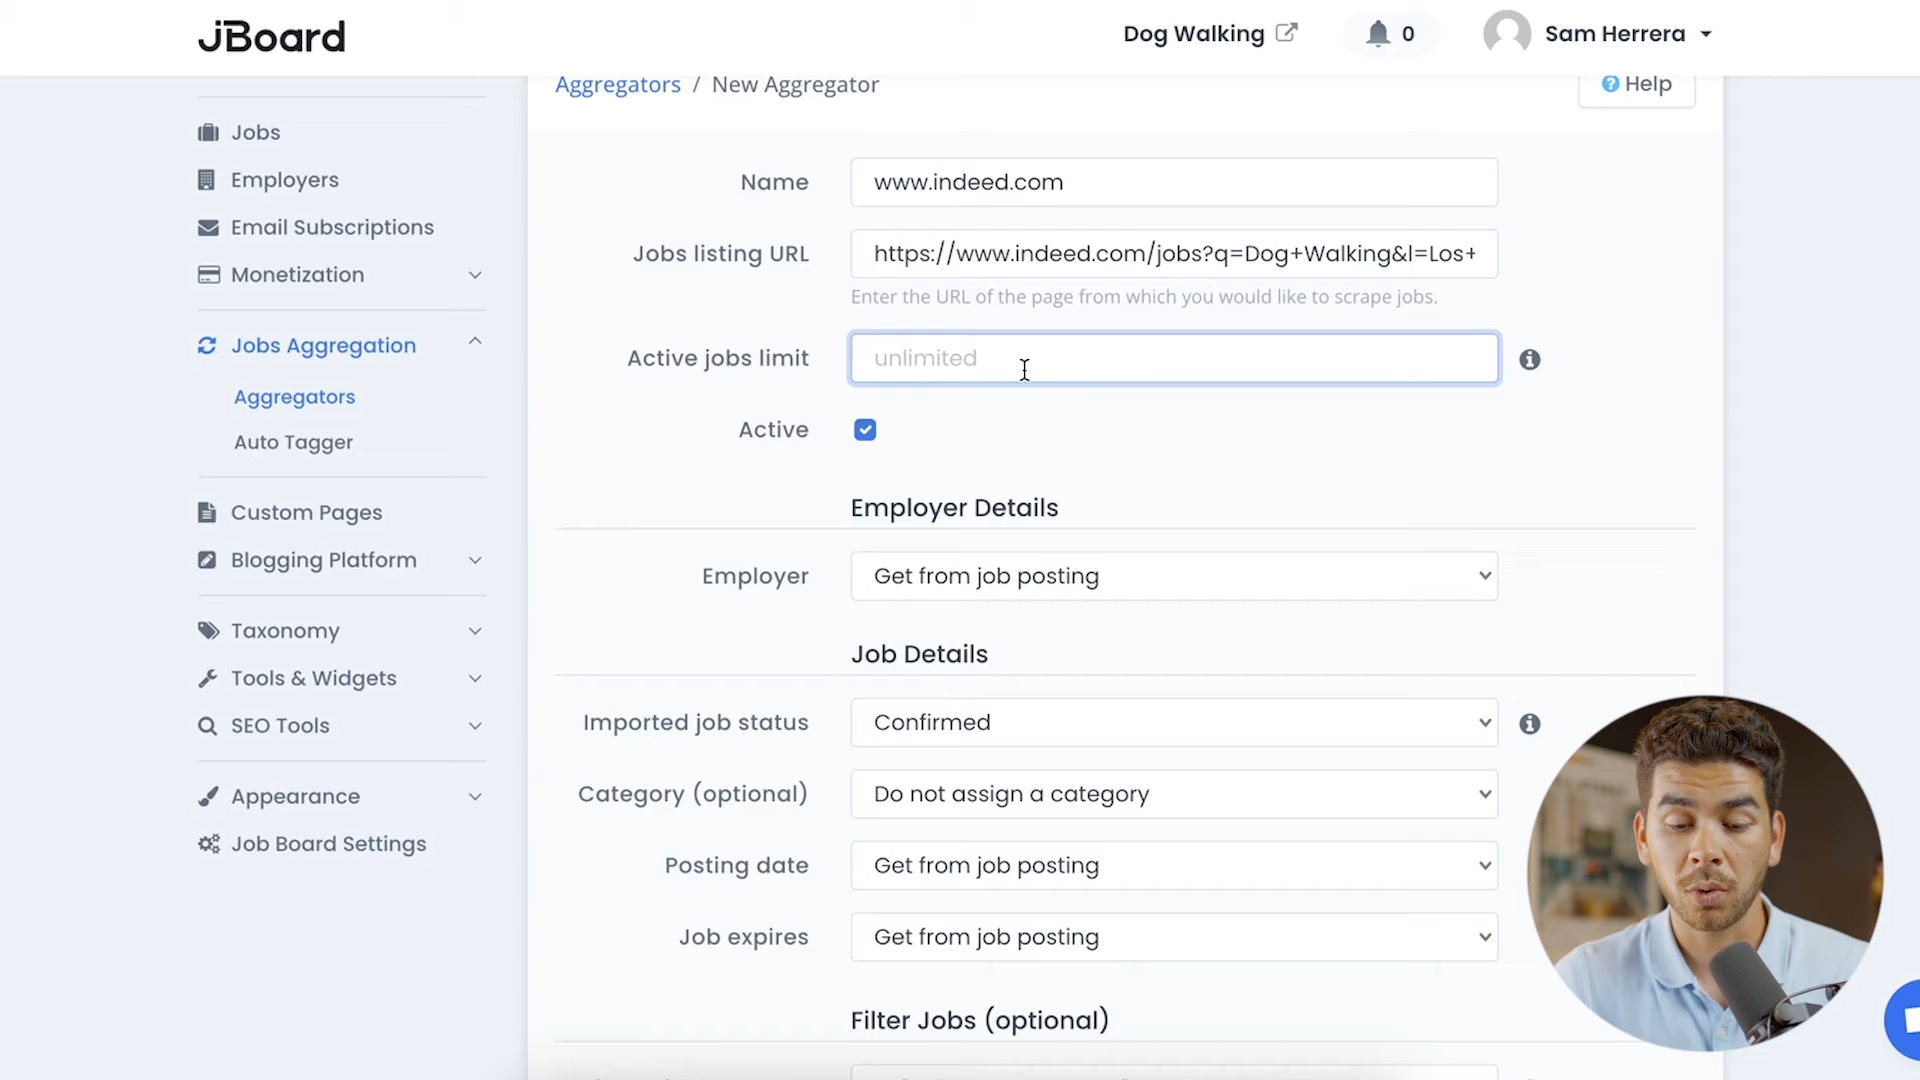 jBoard
Dog Walking
0
Sam Herrera
Aggregators / New Aggregator
Help
Jobs
Employers
Email Subscriptions
Monetization
Jobs Aggregation
Aggregators
Auto Tagger
Custom Pages
Blogging Platform
Taxonomy
Tools & Widgets
SEO Tools
Appearance
Job Board Settings
Name
www.indeed.com
Jobs listing URL
https://www.indeed.com/jobs?q=Dog+Walking&l=Los+
Enter the URL of the page from which you would like to scrape jobs.
Active jobs limit
unlimited
Active
Employer Details
Employer
Get from job posting
Job Details
Imported job status
Confirmed
Category (optional)
Do not assign a category
Posting date
Get from job posting
Job expires
Get from job posting
Filter Jobs (optional)